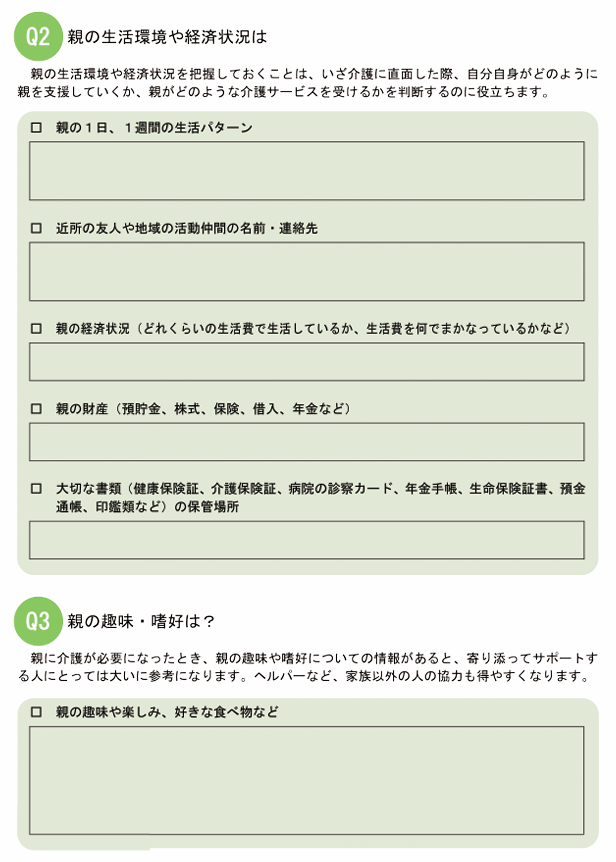 Q2 親の生活環境や経済状況は
親の生活環境や経済状況を把握しておくことは、いざ介護に直面した際、自分自身がどのように
親を支援していくか、親がどのような介護サービスを受けるかを判断するのに役立ちます。
□ 親の１日、１週間の生活パターン
□ 近所の友人や地域の活動仲間の名前・連絡先
□ 親の経済状況（どれくらいの生活費で生活しているか、生活費を何でまかなっているかなど）
□ 親の財産（預貯金、株式、保険、借入、年金など）
□ 大切な書類（健康保険証、介護保険証、病院の診察カード、年金手帳、生命保険証書、預金
通帳、印鑑類など）の保管場所
Q3 親の趣味・嗜好は？
親に介護が必要になったとき、親の趣味や嗜好についての情報があると、寄り添ってサポートす
る人にとっては大いに参考になります。ヘルパーなど、家族以外の人の協力も得やすくなります。
□ 親の趣味や楽しみ、好きな食べ物など